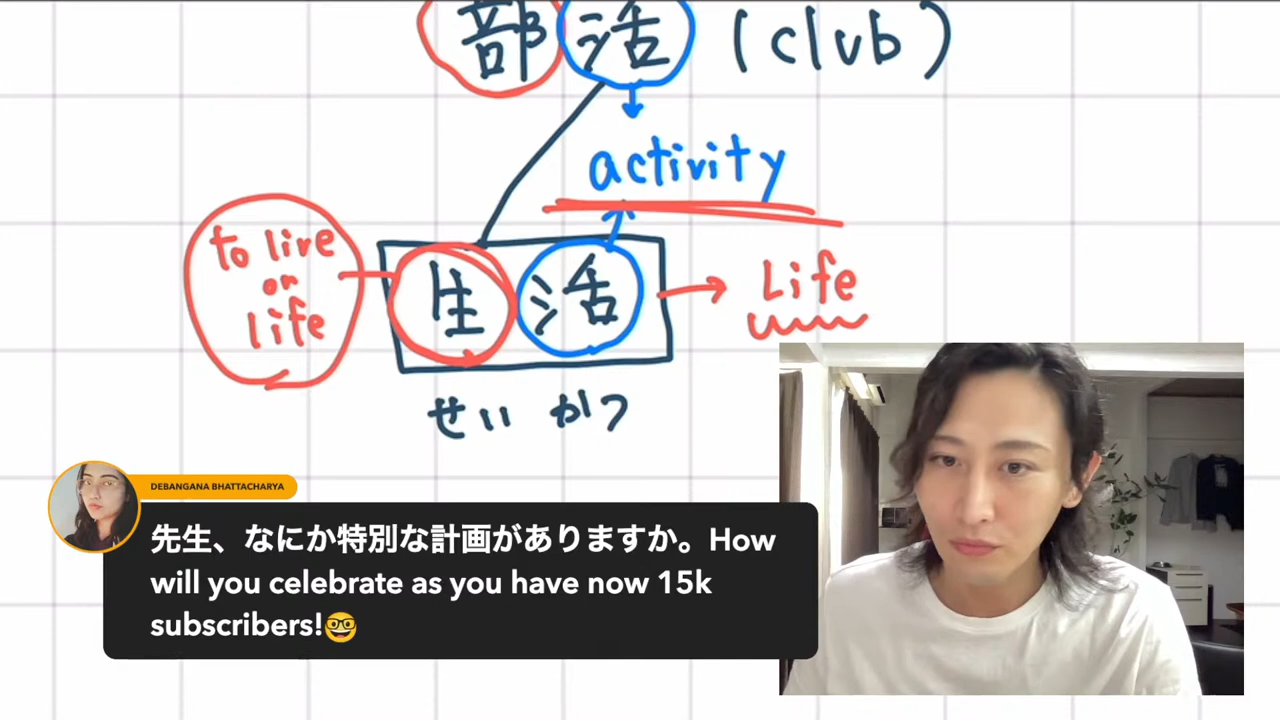 部活 (club)
activity
to live
or
life
生活
Life
せいかつ
DEBANGANA BHATTACHARYA
先生、なにか特別な計画がありますか。How
will you celebrate as you have now 15k
subscribers!🤓